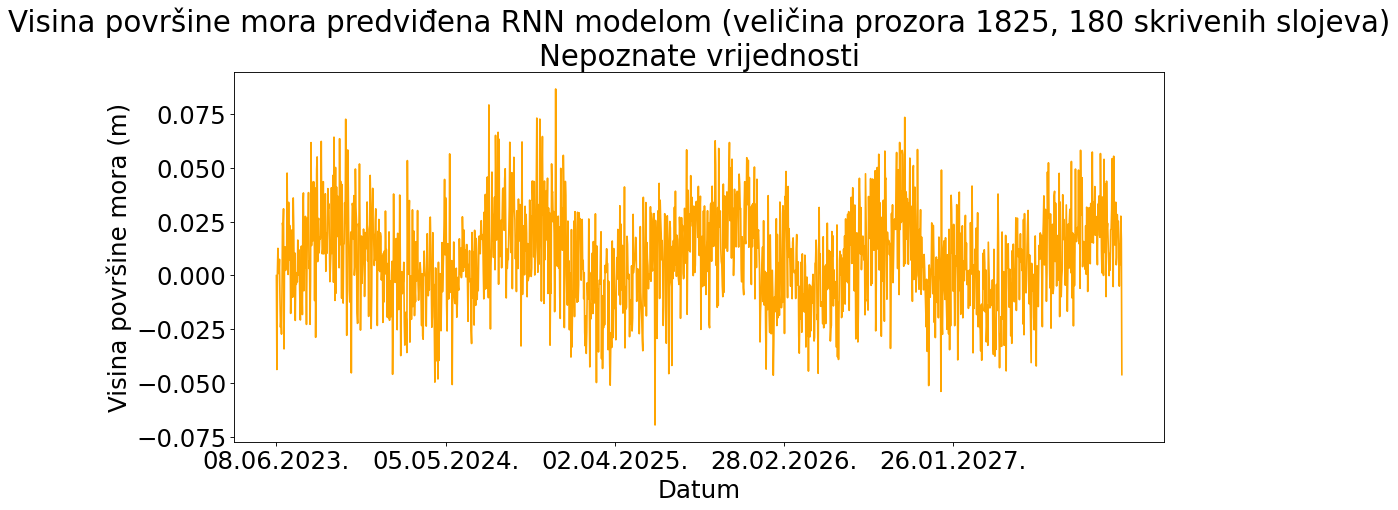 Visina površine mora predviđena RNN modelom (veličina prozora 1825, 180 skrivenih slojeva)
Nepoznate vrijednosti
Visina površine mora (m)
0.075
0.050
0.025
0.000
−0.025
−0.050
−0.075
08.06.2023. 05.05.2024. 02.04.2025. 28.02.2026. 26.01.2027.
Datum